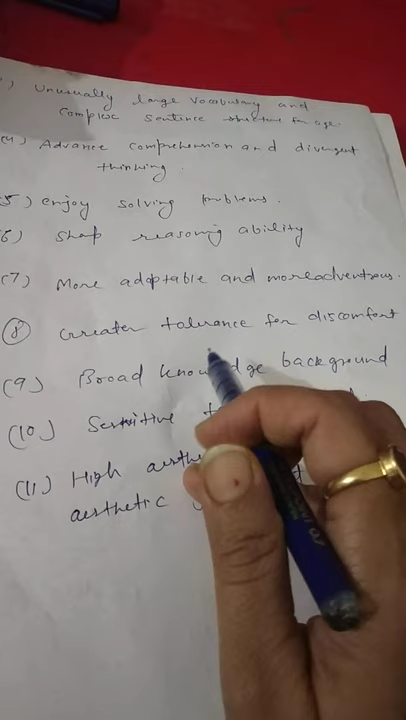 ) Unusually large vocabulary and
Complex sentence structure for age.
(4) Advance comprehension and divergent
thinking.
5) enjoy solving problems.
6) Sharp reasoning ability
(7) More adaptable and more adventrous.
(8) Greater tolerance for discomfort
(9) Broad knowledge background
(10) Sensitive
(11) High
aesthetic